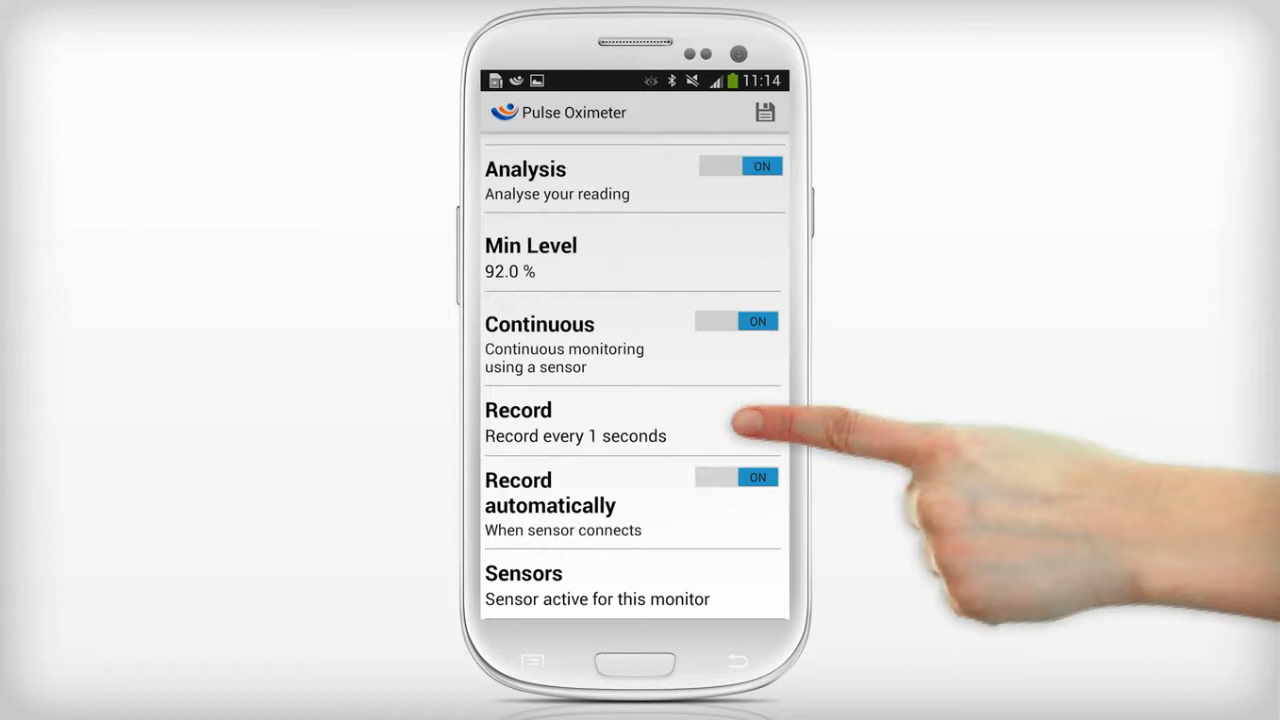 11:14
Pulse Oximeter
Analysis
ON
Analyse your reading
Min Level
92.0 %
Continuous
ON
Continuous monitoring
using a sensor
Record
Record every 1 seconds
Record
ON
automatically
When sensor connects
Sensors
Sensor active for this monitor